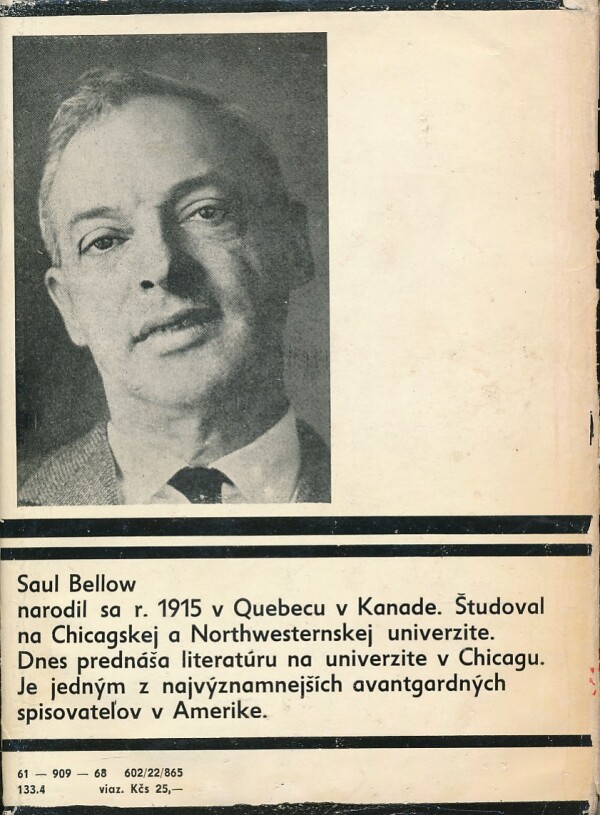 Saul Bellow
narodil sa r. 1915 v Quebecu v Kanade. Študoval
na Chicagskej a Northwesternskej univerzite.
Dnes prednáša literatúru na univerzite v Chicagu.
Je jedným z najvýznamnejších avantgardných
spisovateľov v Amerike.
61 — 909 — 68 602/22/865
133.4 viaz. Kčs 25,—